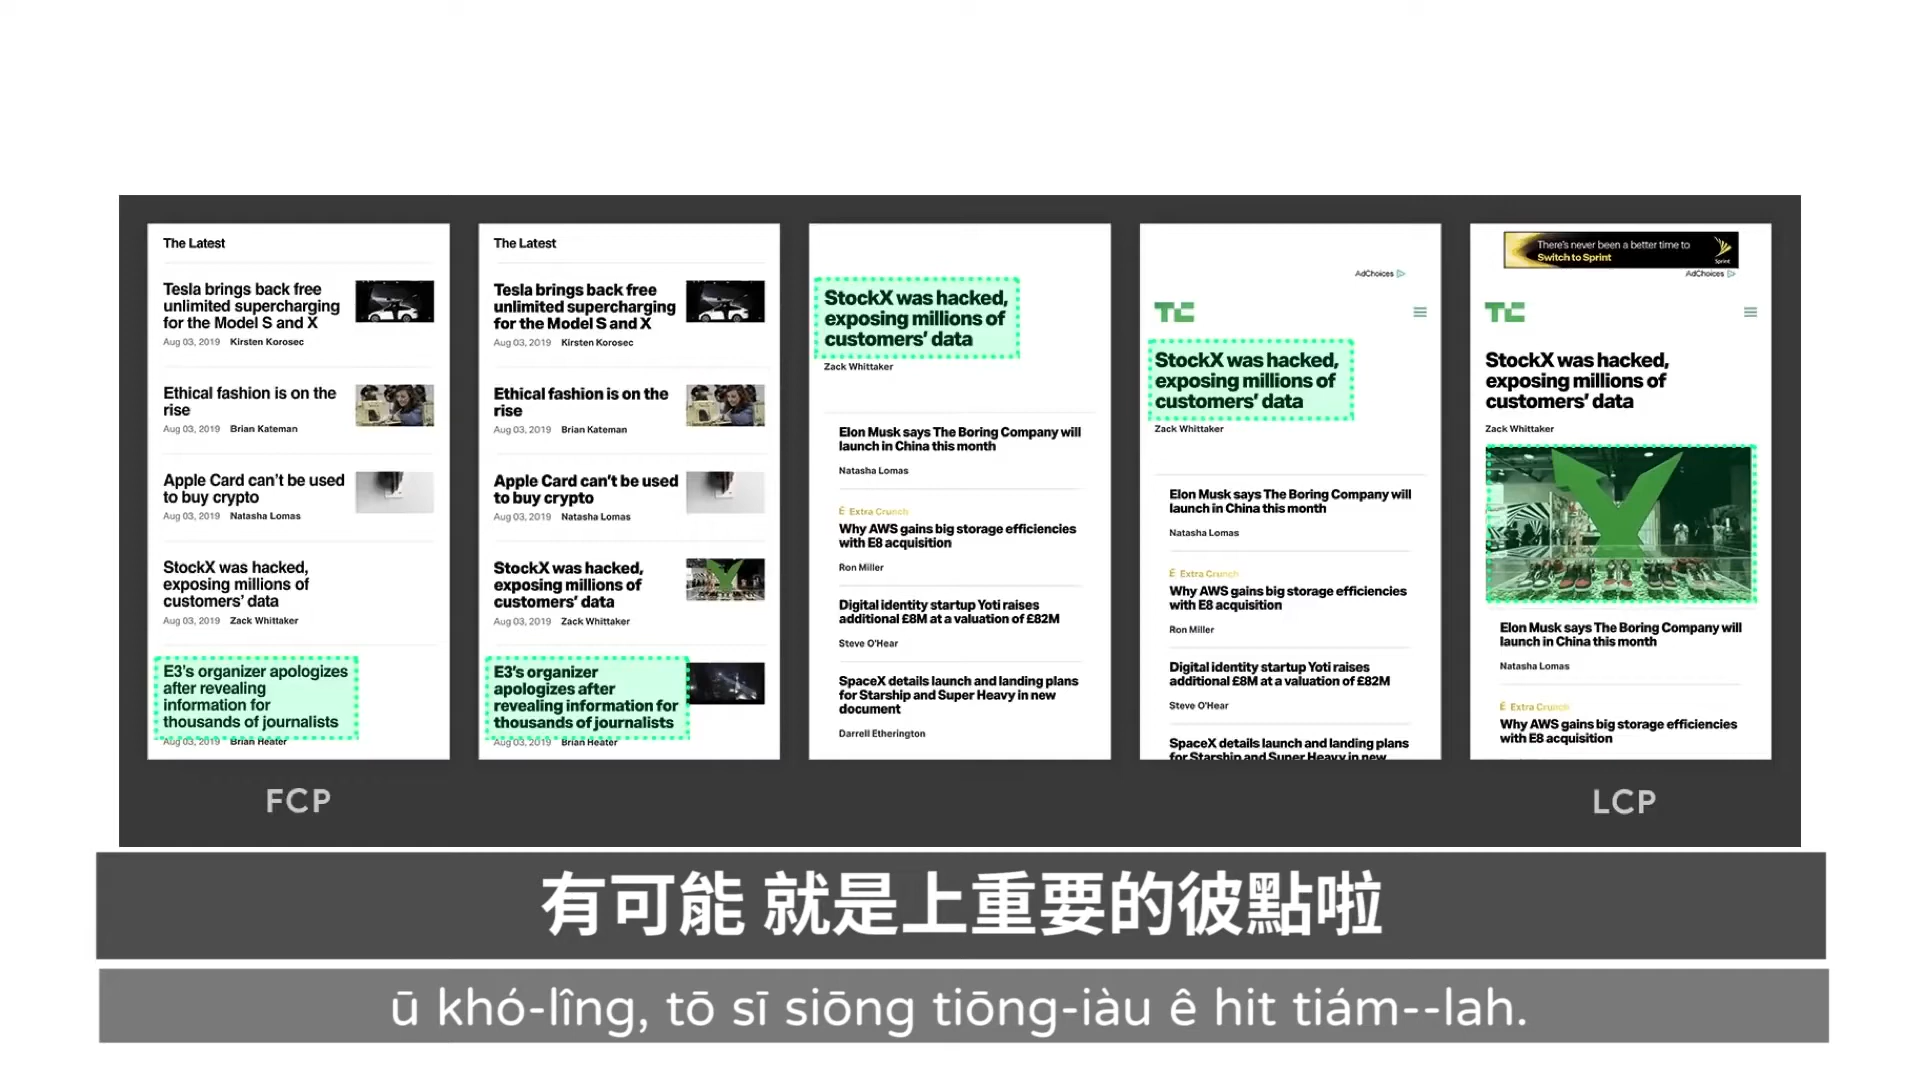 The Latest
Tesla brings back free
unlimited supercharging
for the Model S and X
Aug 03, 2019 Kirsten Korosec
Ethical fashion is on the
rise
Aug 03, 2019 Brian Kateman
Apple Card can't be used
to buy crypto
Aug 03, 2019 Natasha Lomas
StockX was hacked,
exposing millions of
customers' data
Aug 03, 2019 Zack Whittaker
E3's organizer apologizes
after revealing
information for
thousands of journalists
Aug 03, 2019 Brian Heater
FCP
The Latest
Tesla brings back free
unlimited supercharging
for the Model S and X
Aug 03, 2019 Kirsten Korosec
Ethical fashion is on the
rise
Aug 03, 2019 Brian Kateman
Apple Card can't be used
to buy crypto
Aug 03, 2019 Natasha Lomas
StockX was hacked,
exposing millions of
customers' data
Aug 03, 2019 Zack Whittaker
E3's organizer
apologizes after
revealing information for
thousands of journalists
Aug 03, 2019 Brian Heater
StockX was hacked,
exposing millions of
customers' data
Zack Whittaker
Elon Musk says The Boring Company will
launch in China this month
Natasha Lomas
Extra Crunch
Why AWS gains big storage efficiencies
with E8 acquisition
Ron Miller
Digital identity startup Yoti raises
additional £8M at a valuation of £82M
Steve O'Hear
SpaceX details launch and landing plans
for Starship and Super Heavy in new
document
Darrell Etherington
AdChoices
TC
StockX was hacked,
exposing millions of
customers' data
Zack Whittaker
Elon Musk says The Boring Company will
launch in China this month
Natasha Lomas
Extra Crunch
Why AWS gains big storage efficiencies
with E8 acquisition
Ron Miller
Digital identity startup Yoti raises
additional £8M at a valuation of £82M
Steve O'Hear
SpaceX details launch and landing plans
for Starship and Super Heavy in new
There's never been a better time to
Switch to Sprint
Sprint
AdChoices
TC
StockX was hacked,
exposing millions of
customers' data
Zack Whittaker
Elon Musk says The Boring Company will
launch in China this month
Natasha Lomas
Extra Crunch
Why AWS gains big storage efficiencies
with E8 acquisition
LCP
有可能 就是上重要的彼點啦
ū khó-lîng, tō sī siōng tiōng-iàu ê hit tiám--lah.